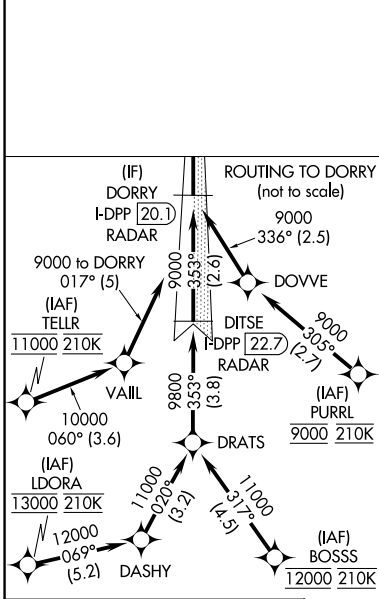 (IF)
DORRY
I-DPP 20.1
RADAR
ROUTING TO DORRY
(not to scale)
9000
336° (2.5)
9000 to DORRY
017° (5)
9000
353°
(2.6)
DOVVE
(IAF)
TELLR
11000 210K
DITSE
I-DPP 22.7
RADAR
9000
305°
(2.7)
VAIIL
10000
060° (3.6)
9800
353°
(3.8)
(IAF)
PURRL
9000 210K
DRATS
(IAF)
LDORA
13000 210K
11000
020°
(3.2)
11000
317°
(4.5)
12000
069°
(5.2)
DASHY
(IAF)
BOSSS
12000 210K